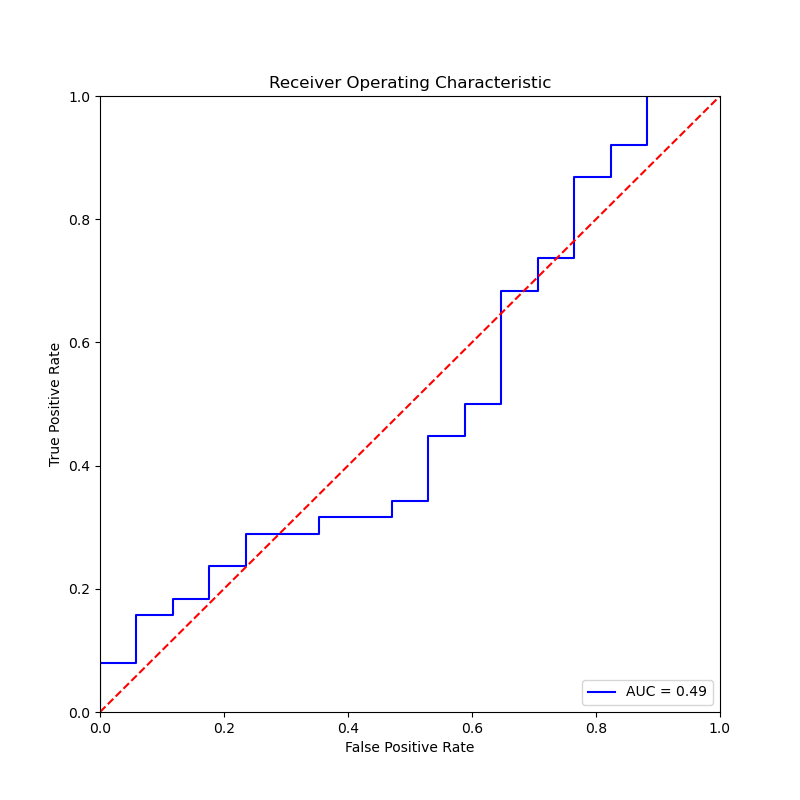 Receiver Operating Characteristic
True Positive Rate
1.0
0.8
0.6
0.4
0.2
0.0
AUC = 0.49
0.0 0.2 0.4 0.6 0.8 1.0
False Positive Rate